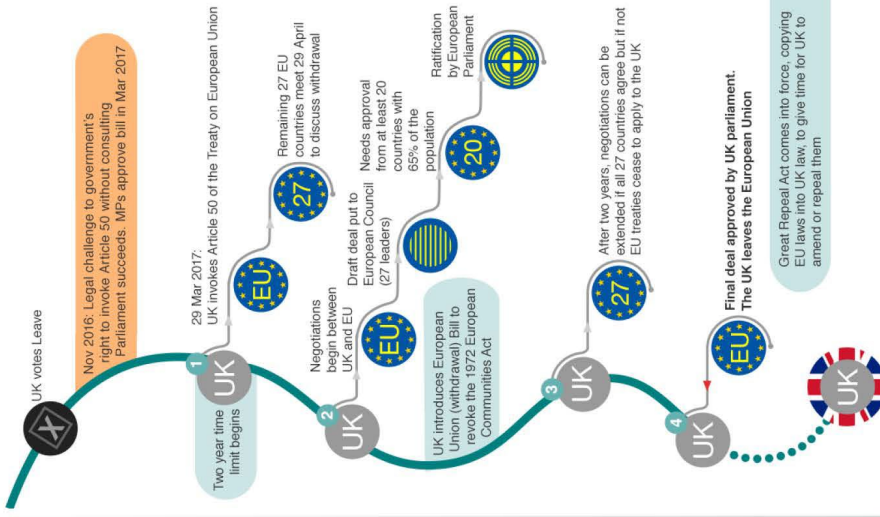 UK votes Leave
Nov 2016: Legal challenge to government's
right to invoke Article 50 without consulting
Parliament succeeds. MPs approve bill in Mar 2017
1
UK
Two year time
limit begins
29 Mar 2017:
UK invokes Article 50 of the Treaty on European Union
EU
27
Remaining 27 EU
countries meet 29 April
to discuss withdrawal
2
UK
Negotiations
begin between
UK and EU
EU
Draft deal put to
European Council
(27 leaders)
Needs approval
from at least 20
countries with
65% of the
population
20
Ratification
by European
Parliament
UK introduces European
Union (withdrawal) Bill to
revoke the 1972 European
Communities Act
3
UK
27
After two years, negotiations can be
extended if all 27 countries agree but if not
EU treaties cease to apply to the UK
4
UK
EU
Final deal approved by UK parliament.
The UK leaves the European Union
UK
Great Repeal Act comes into force, copying
EU laws into UK law, to give time for UK to
amend or repeal them